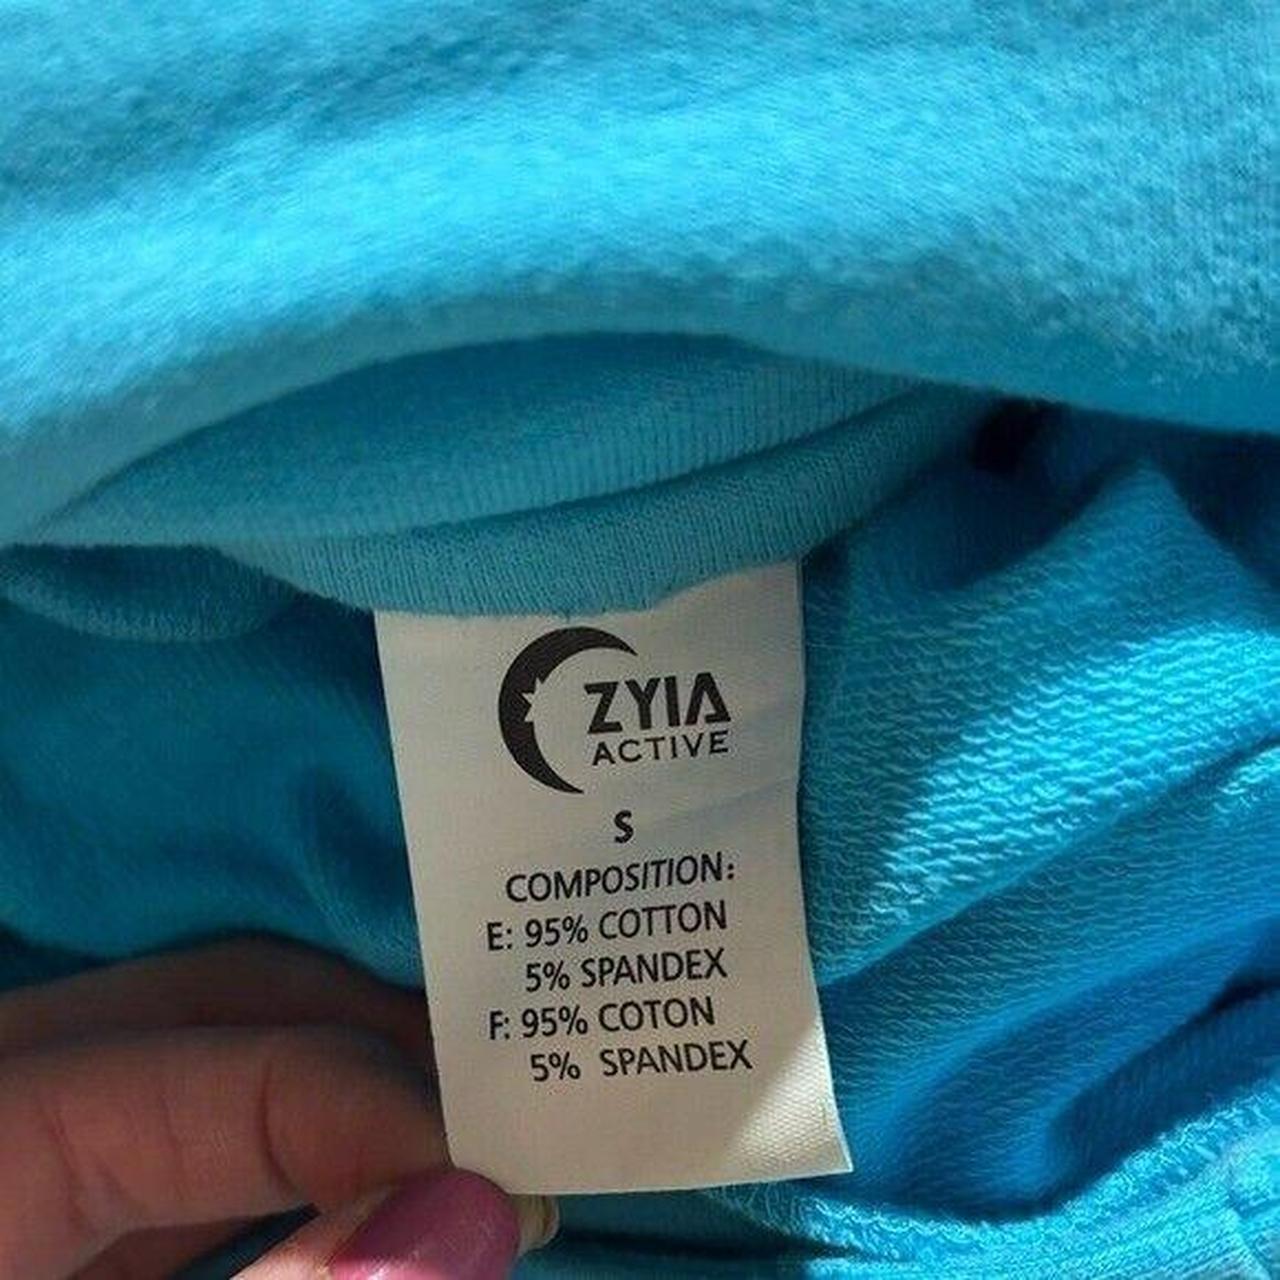 ZYIA
ACTIVE
S
COMPOSITION:
E: 95% COTTON
5% SPANDEX
F: 95% COTON
5% SPANDEX